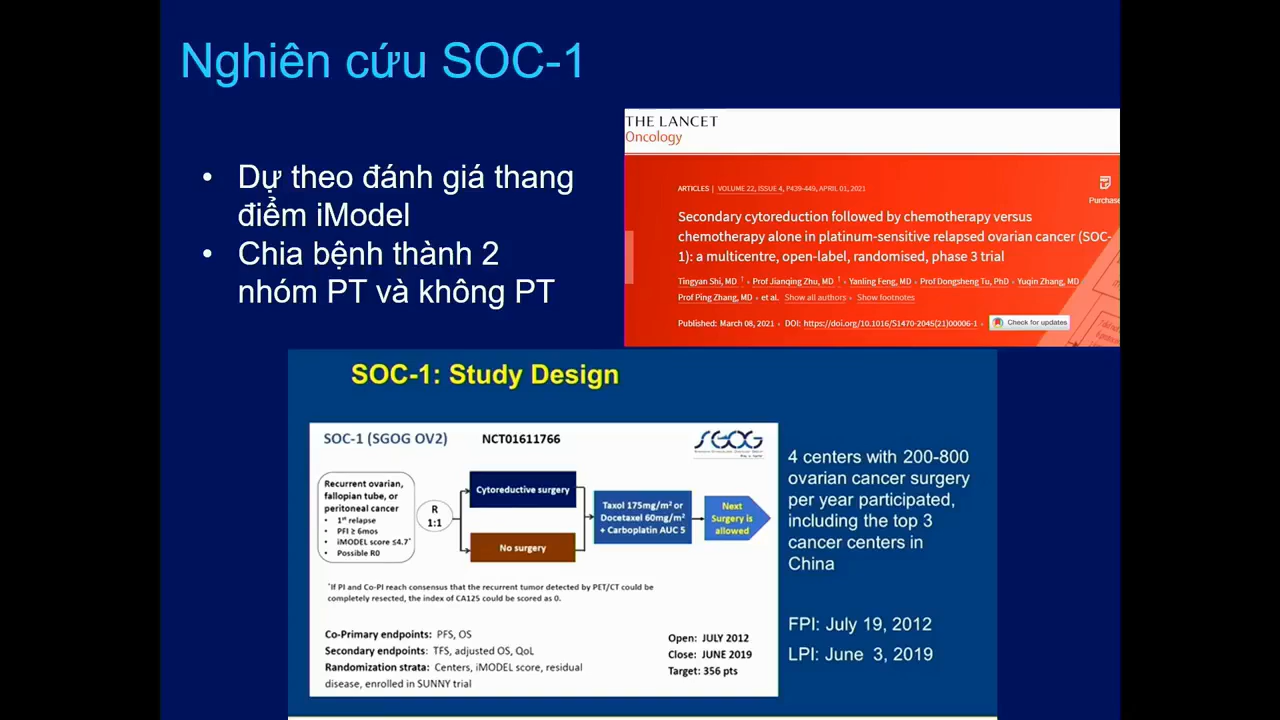 Nghiên cứu SOC-1
• Dự theo đánh giá thang
điểm iModel
• Chia bệnh thành 2
nhóm PT và không PT
THE LANCET
Oncology
ARTICLES | VOLUME 22, ISSUE 4, P439-449, APRIL 01, 2021
Purchase
Secondary cytoreduction followed by chemotherapy versus
chemotherapy alone in platinum-sensitive relapsed ovarian cancer (SOC-
1): a multicentre, open-label, randomised, phase 3 trial
Tingyan Shi, MD † • Prof Jianqing Zhu, MD † • Yanling Feng, MD • Prof Dongsheng Tu, PhD • Yuqin Zhang, MD
Prof Ping Zhang, MD • et al. Show all authors • Show footnotes
Published: March 08, 2021 • DOI: https://doi.org/10.1016/S1470-2045(21)00006-1 • Check for updates
SOC-1: Study Design
SOC-1 (SGOG OV2) NCT01611766
SGOG
Recurrent ovarian,
fallopian tube, or
peritoneal cancer
• 1st relapse
• PFI ≥ 6mos
• iMODEL score ≤4.7*
• Possible R0
R
1:1
Cytoreductive surgery
No surgery
Taxol 175mg/m² or
Docetaxel 60mg/m²
+ Carboplatin AUC 5
Next
Surgery is
allowed
*If PI and Co-PI reach consensus that the recurrent tumor detected by PET/CT could be
completely resected, the index of CA125 could be scored as 0.
Co-Primary endpoints: PFS, OS
Secondary endpoints: TFS, adjusted OS, QoL
Randomization strata: Centers, iMODEL score, residual
disease, enrolled in SUNNY trial
Open: JULY 2012
Close: JUNE 2019
Target: 356 pts
4 centers with 200-800
ovarian cancer surgery
per year participated,
including the top 3
cancer centers in
China
FPI: July 19, 2012
LPI: June 3, 2019